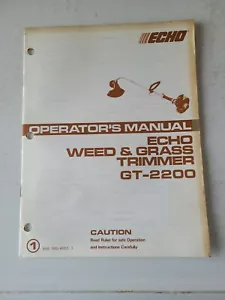 ECHO
OPERATOR'S MANUAL
ECHO
WEED & GRASS
TRIMMER
GT-2200
CAUTION
Read Rules for safe Operation
and Instructions Carefully
1